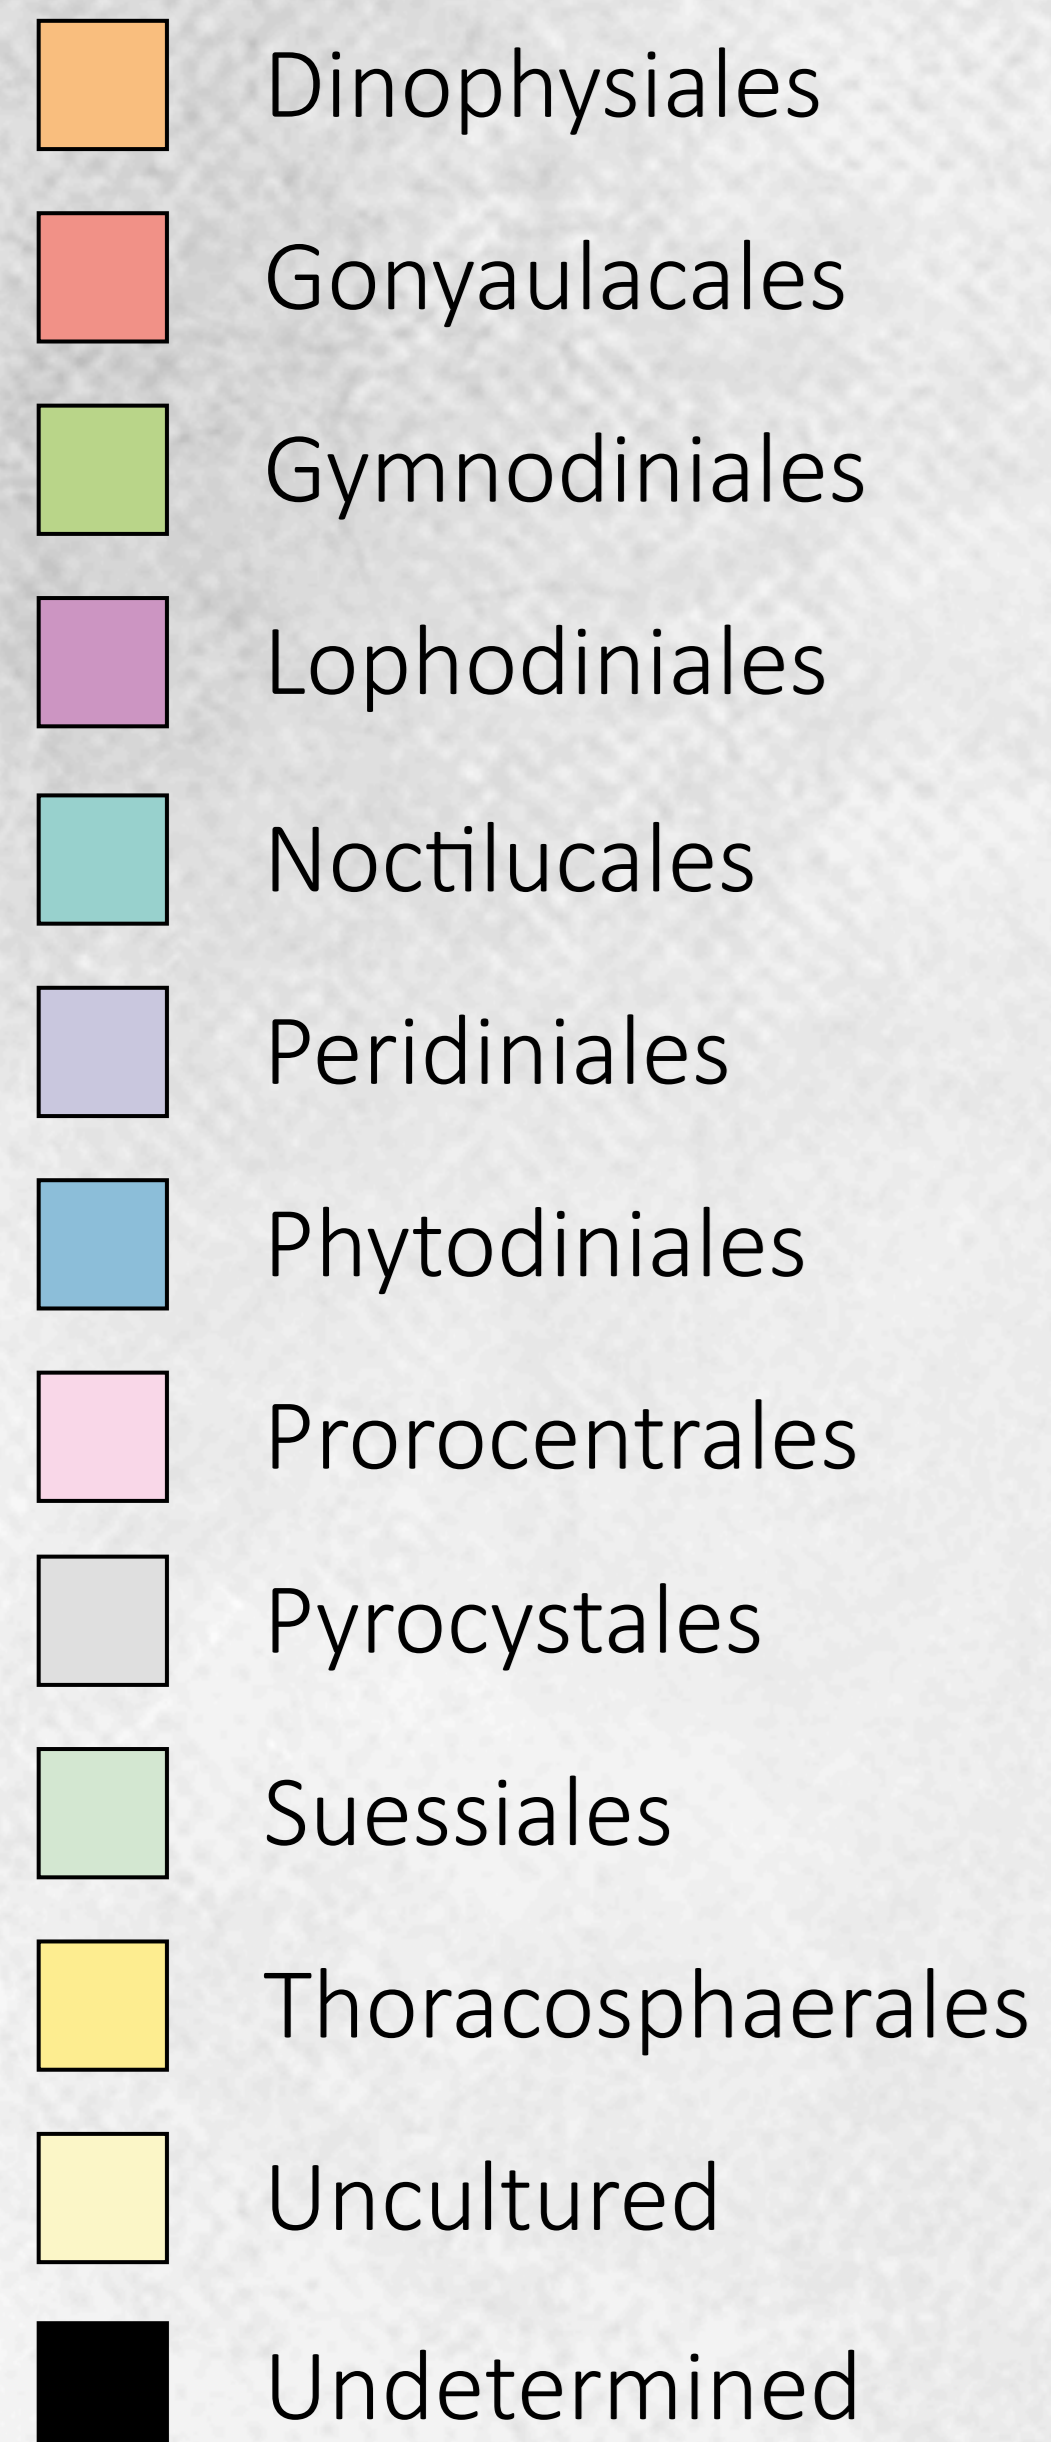 Dinophysiales
Gonyaulacales
Gymnodiniales
Lophodiniales
Noctilucales
Peridiniales
Phytodiniales
Prorocentrales
Pyrocystales
Suessiales
Thoracosphaerales
Uncultured
Undetermined